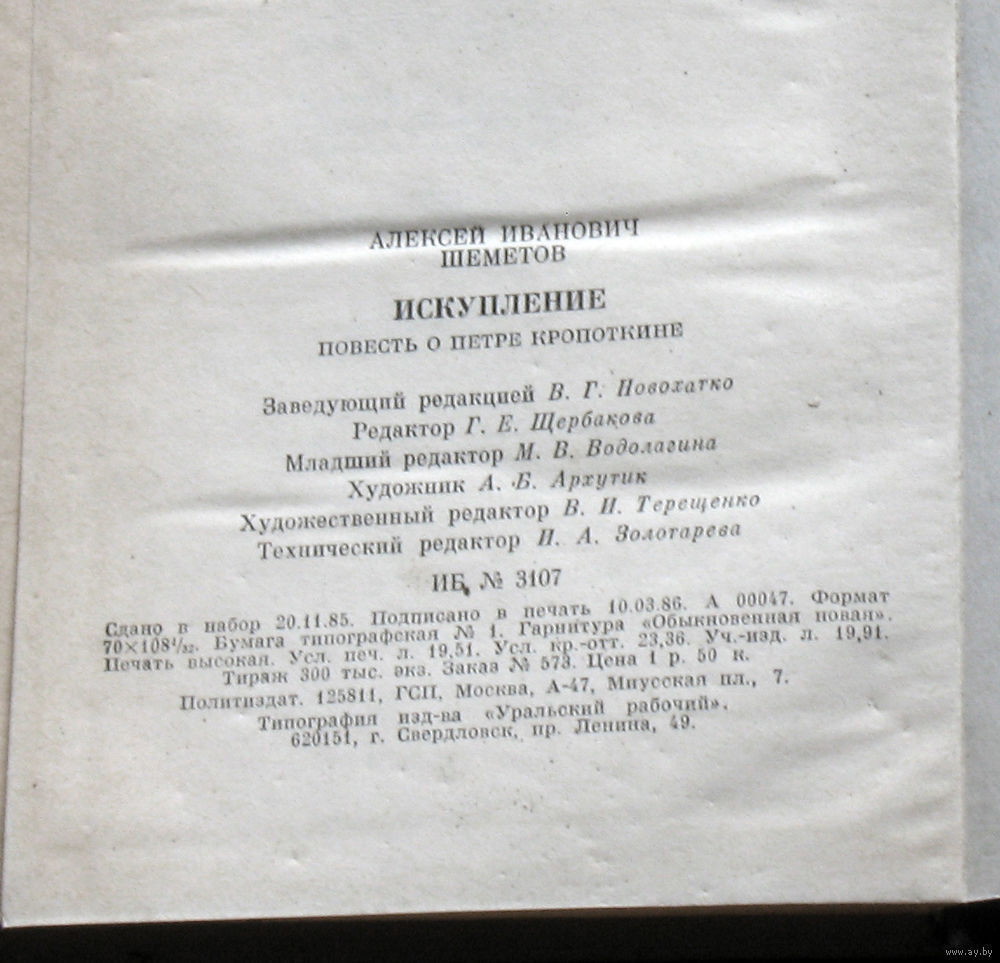 АЛЕКСЕЙ ИВАНОВИЧ
ШЕМЕТОВ
ИСКУПЛЕНИЕ
ПОВЕСТЬ О ПЕТРЕ КРОПОТКИНЕ
Заведующий редакцией В. Г. Новохатко
Редактор Г. Е. Щербакова
Младший редактор М. В. Водолагина
Художник А. Б. Архутик
Художественный редактор В. И. Терещенко
Технический редактор И. А. Золотарева
ИБ № 3107
Сдано в набор 20.11.85. Подписано в печать 10.03.86. А 00047. Формат
70×108¹/₃₂. Бумага типографская № 1. Гарнитура «Обыкновенная новая».
Печать высокая. Усл. печ. л. 19,51. Усл. кр.-отт. 23,36. Уч.-изд. л. 19,91.
Тираж 300 тыс. экз. Заказ № 573. Цена 1 р. 50 к.
Политиздат. 125811, ГСП, Москва, А-47, Миусская пл., 7.
Типография изд-ва «Уральский рабочий».
620151, г. Свердловск, пр. Ленина, 49.
www.ay.by